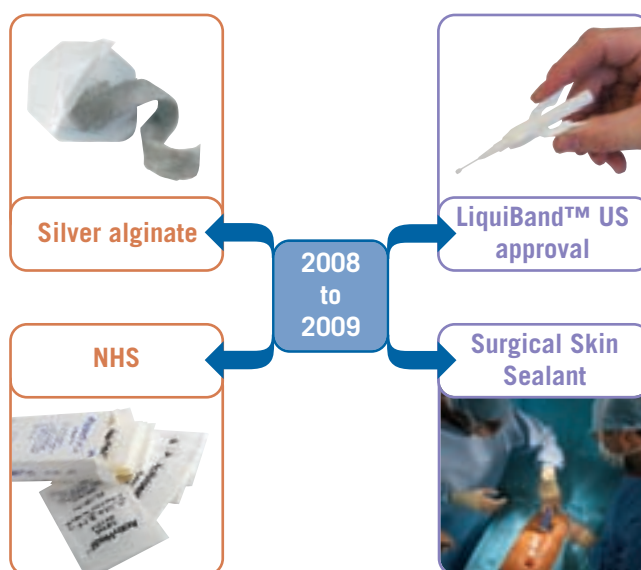 Silver alginate
LiquiBand™ US
approval
2008
to
2009
NHS
Surgical Skin
Sealant